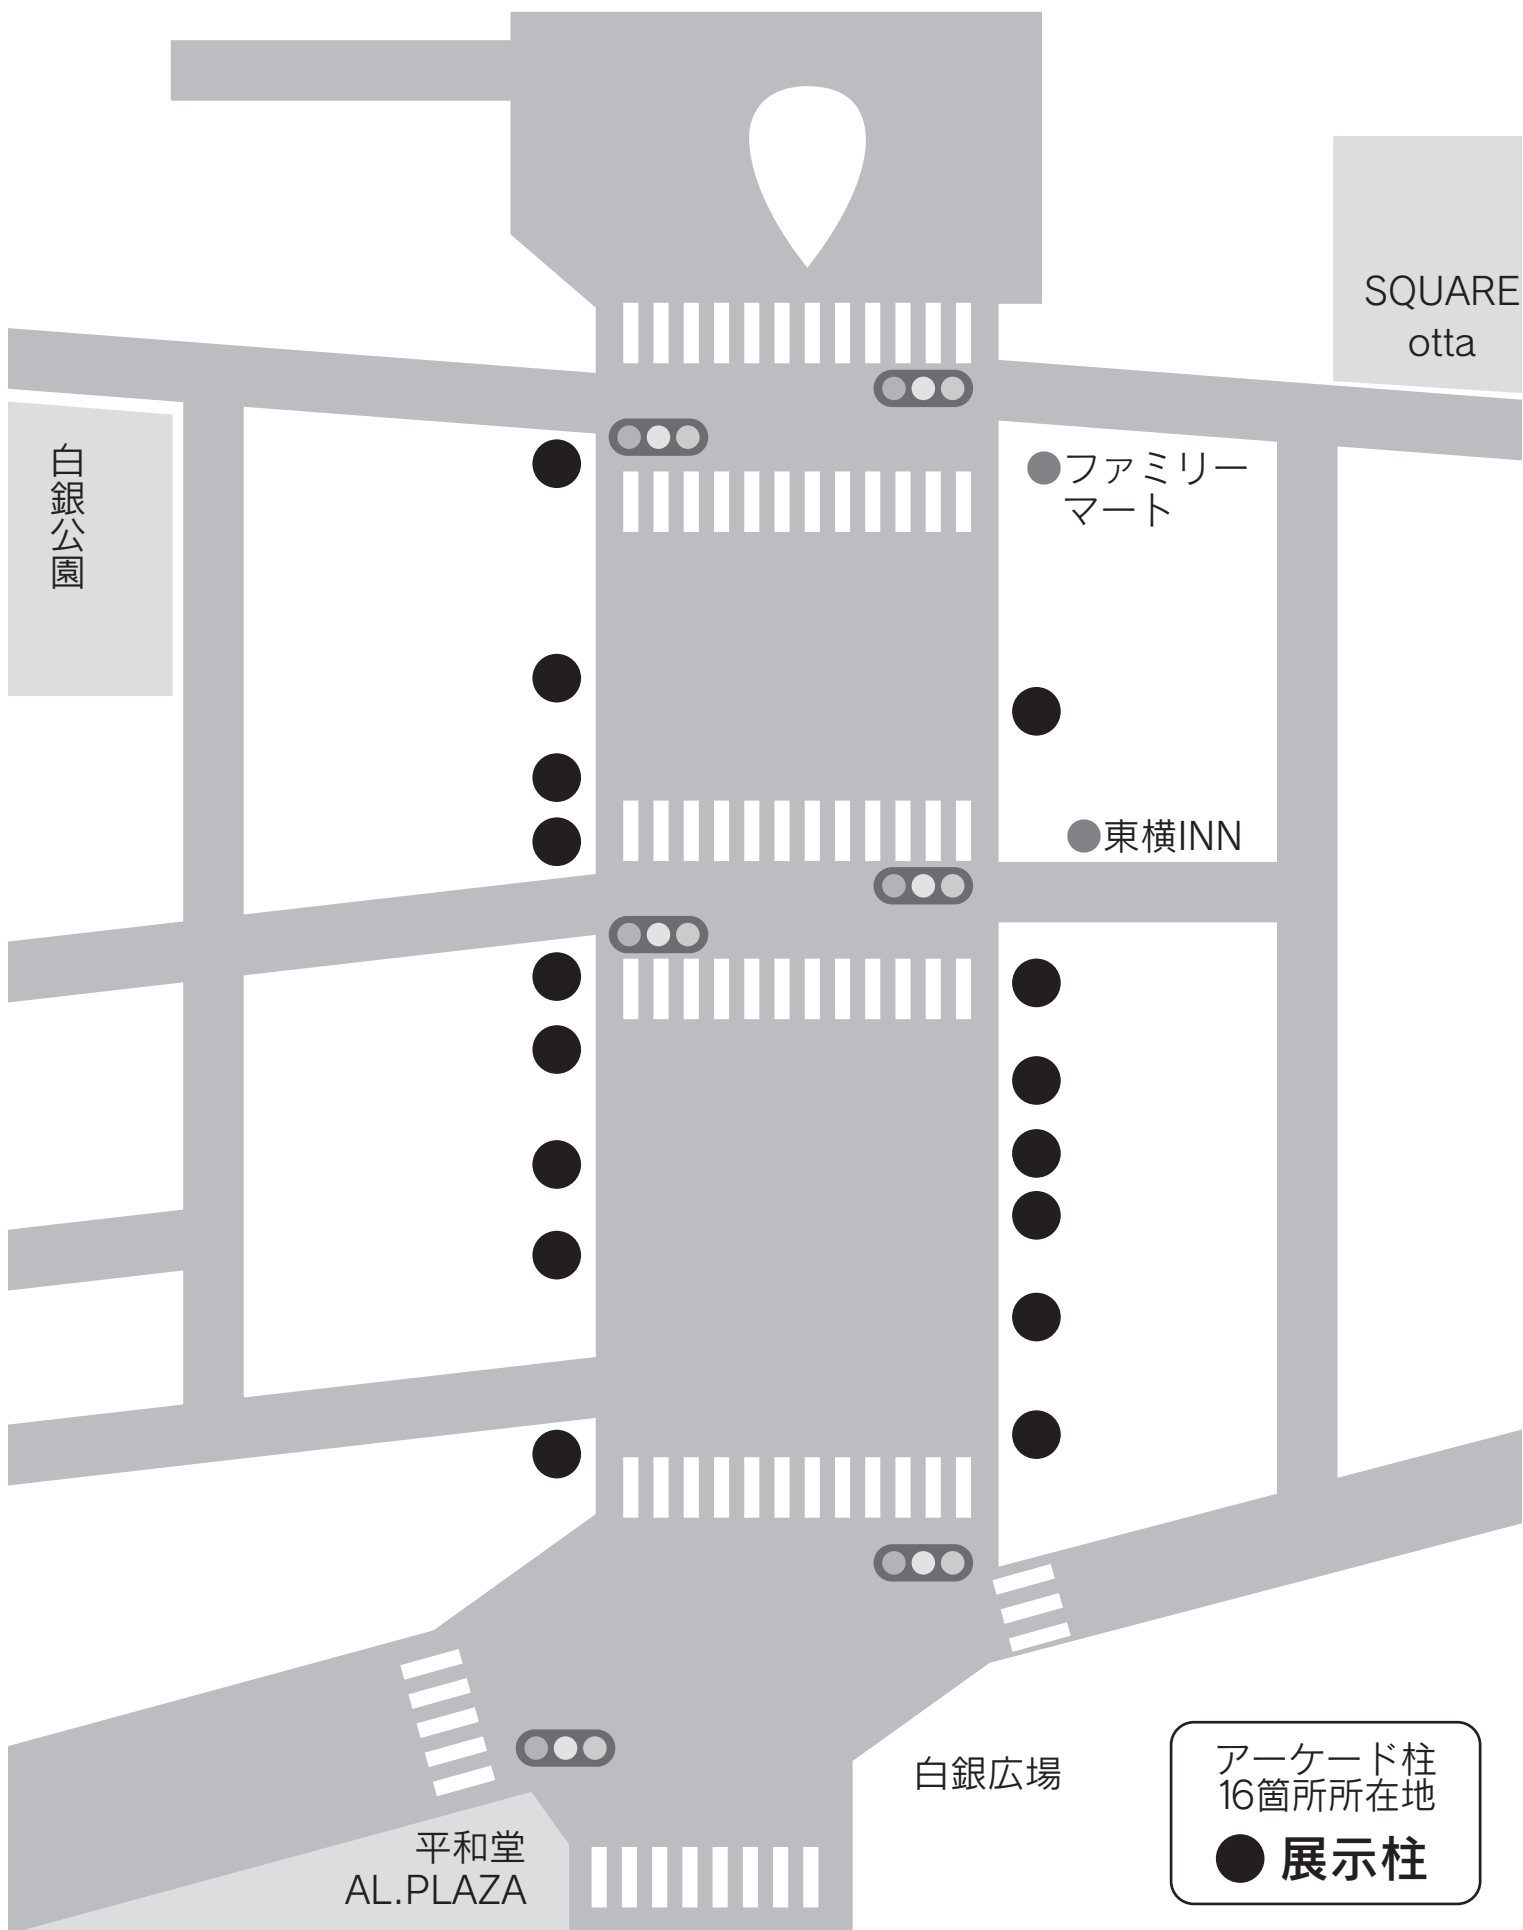 SQUARE
otta
白銀公園
ファミリー
マート
東横INN
白銀広場
平和堂
AL.PLAZA
アーケード柱
16箇所所在地
展示柱